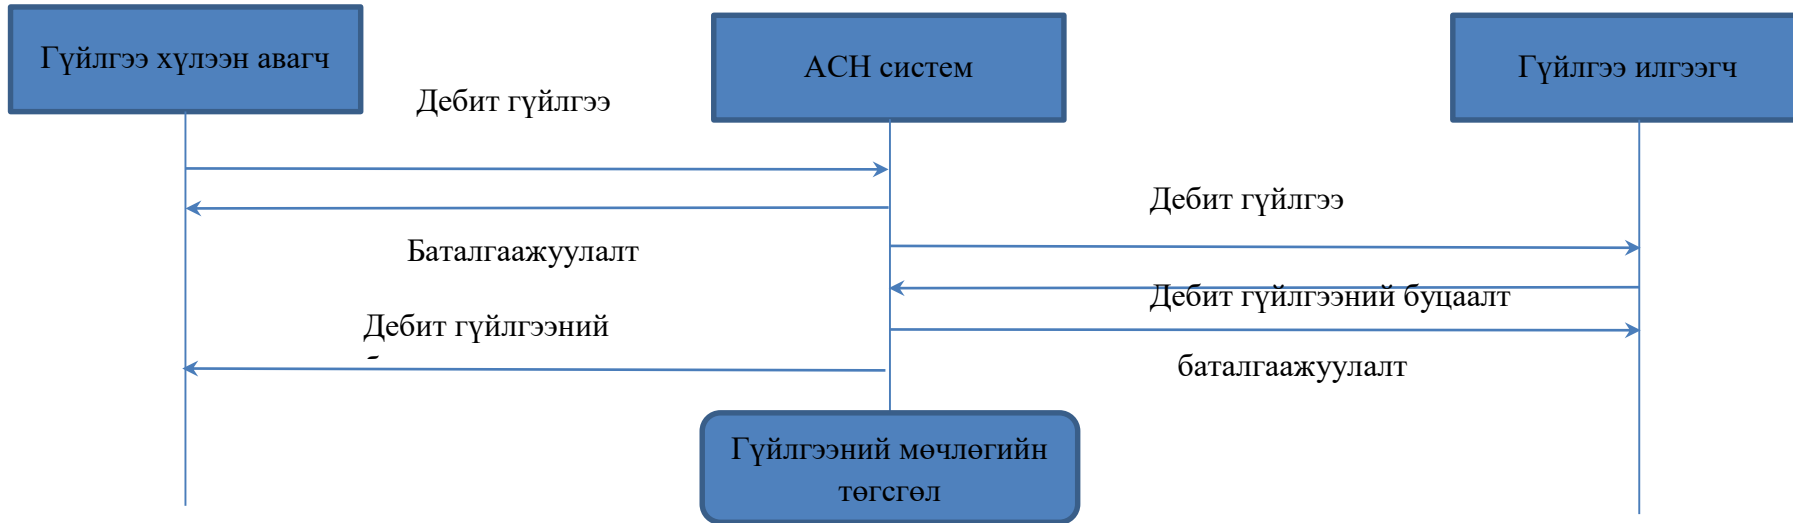 Гүйлгээ хүлээн авагч
АСН систем
Гүйлгээ илгээгч
Дебит гүйлгээ
Дебит гүйлгээ
Баталгаажуулалт
Дебит гүйлгээний буцаалт
Дебит гүйлгээний
баталгаажуулалт
Гүйлгээний мөчлөгийн
төгсгөл